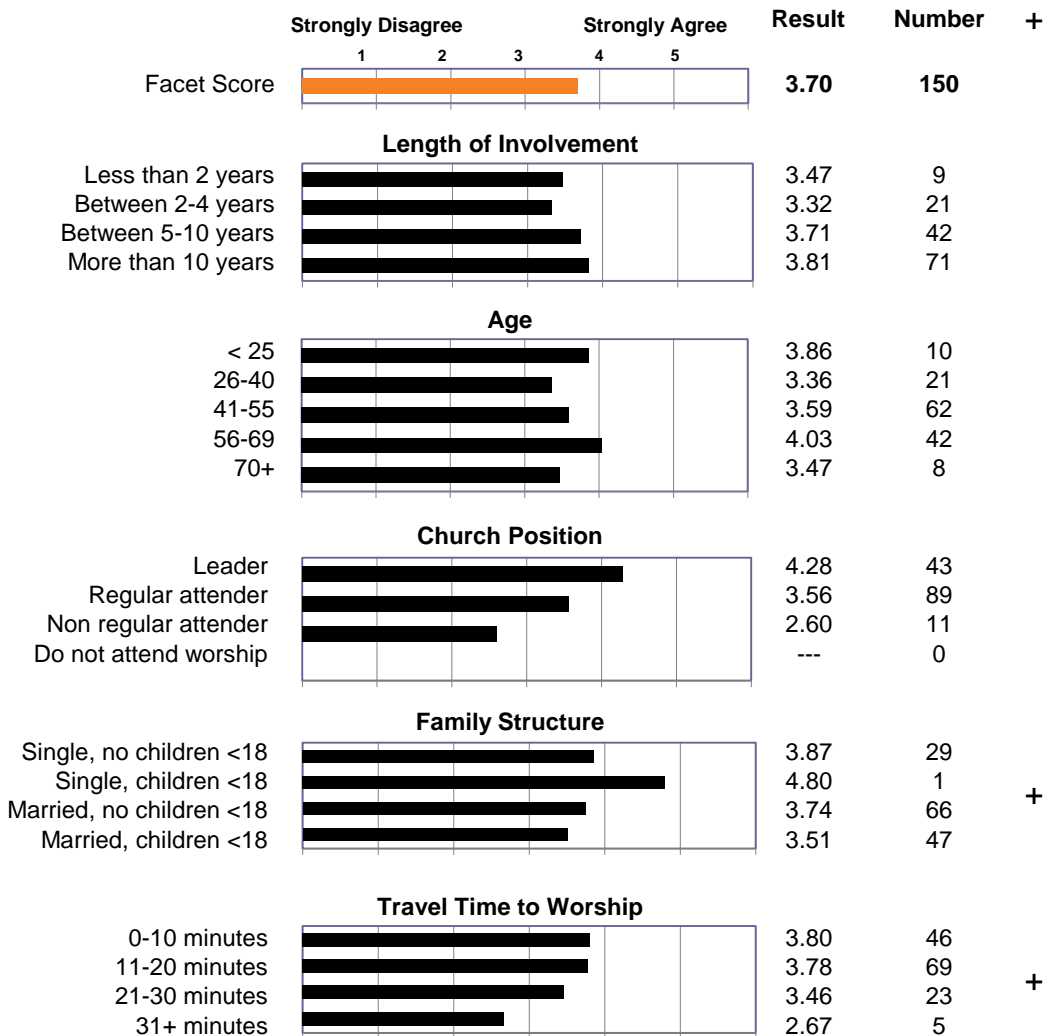 Strongly Disagree Strongly Agree Result Number +
1 2 3 4 5
Facet Score 3.70 150
Length of Involvement
Less than 2 years 3.47 9
Between 2-4 years 3.32 21
Between 5-10 years 3.71 42
More than 10 years 3.81 71
Age
< 25 3.86 10
26-40 3.36 21
41-55 3.59 62
56-69 4.03 42
70+ 3.47 8
Church Position
Leader 4.28 43
Regular attender 3.56 89
Non regular attender 2.60 11
Do not attend worship --- 0
Family Structure
Single, no children <18 3.87 29
Single, children <18 4.80 1 +
Married, no children <18 3.74 66
Married, children <18 3.51 47
Travel Time to Worship
0-10 minutes 3.80 46
11-20 minutes 3.78 69 +
21-30 minutes 3.46 23
31+ minutes 2.67 5